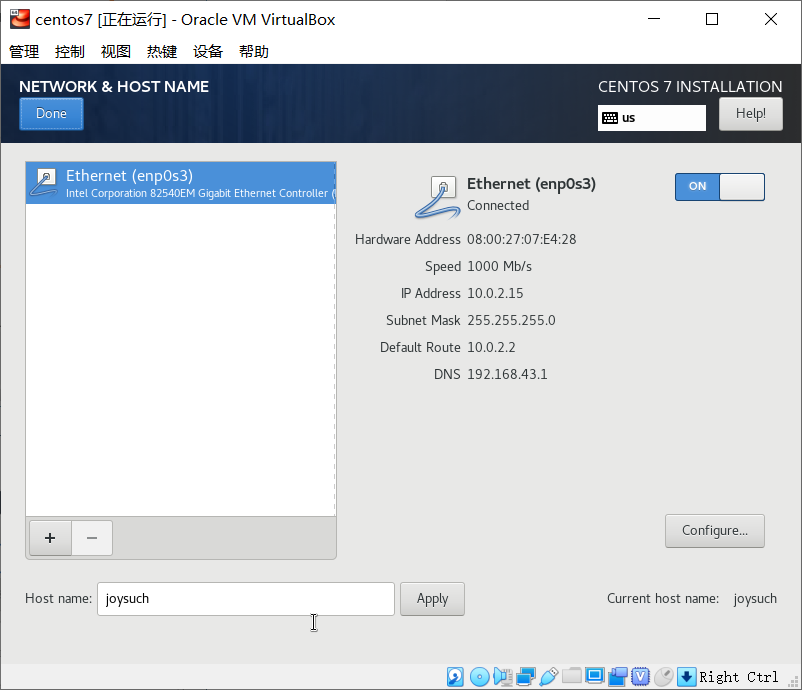 centos7 [正在运行] - Oracle VM VirtualBox
管理 控制 视图 热键 设备 帮助
NETWORK & HOST NAME
CENTOS 7 INSTALLATION
Done
us
Help!
Ethernet (enp0s3)
Intel Corporation 82540EM Gigabit Ethernet Controller (
Ethernet (enp0s3)
Connected
ON
Hardware Address 08:00:27:07:E4:28
Speed 1000 Mb/s
IP Address 10.0.2.15
Subnet Mask 255.255.255.0
Default Route 10.0.2.2
DNS 192.168.43.1
+ −
Configure...
Host name: joysuch Apply Current host name: joysuch
Right Ctrl